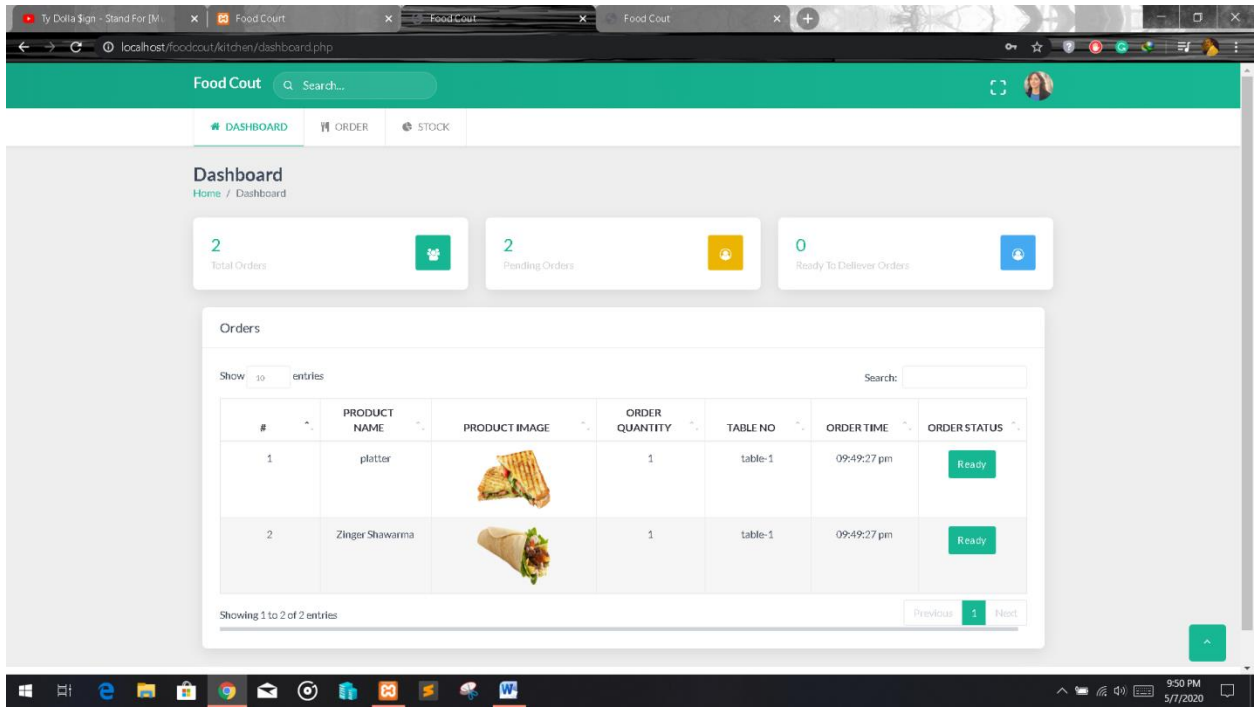 Ty Dolla $ign - Stand For [Mu
Food Court
Food Cout
Food Cout
localhost/foodcout/kitchen/dashboard.php
Food Cout
Search...
DASHBOARD
ORDER
STOCK
Dashboard
Home / Dashboard
2
Total Orders
2
Pending Orders
0
Ready To Deliever Orders
Orders
Show 10 entries
Search:
# PRODUCT NAME PRODUCT IMAGE ORDER QUANTITY TABLE NO ORDER TIME ORDER STATUS
1 platter 1 table-1 09:49:27 pm Ready
2 Zinger Shawarma 1 table-1 09:49:27 pm Ready
Showing 1 to 2 of 2 entries
Previous 1 Next
9:50 PM
5/7/2020